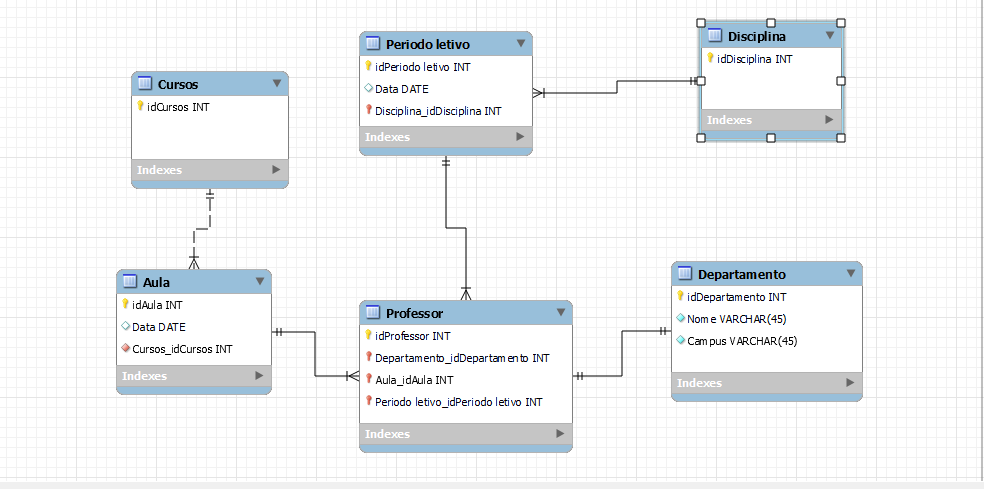 Cursos
idCursos INT
Indexes
Periodo letivo
idPeriodo letivo INT
Data DATE
Disciplina_idDisciplina INT
Indexes
Disciplina
idDisciplina INT
Indexes
Aula
idAula INT
Data DATE
Cursos_idCursos INT
Indexes
Professor
idProfessor INT
Departamento_idDepartamento INT
Aula_idAula INT
Periodo letivo_idPeriodo letivo INT
Indexes
Departamento
idDepartamento INT
Nome VARCHAR(45)
Campus VARCHAR(45)
Indexes